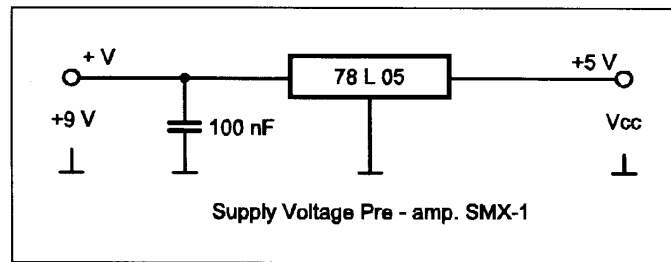 + V
78 L 05
+5 V
+9 V
100 nF
Vcc
Supply Voltage Pre - amp. SMX-1